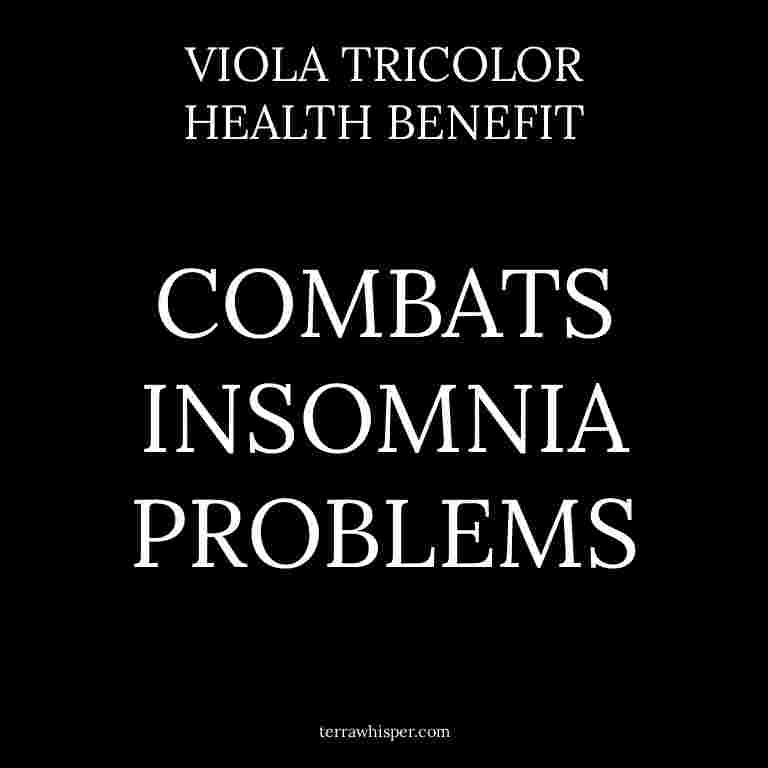 VIOLA TRICOLOR
HEALTH BENEFIT
COMBATS
INSOMNIA
PROBLEMS
terrawhisper.com